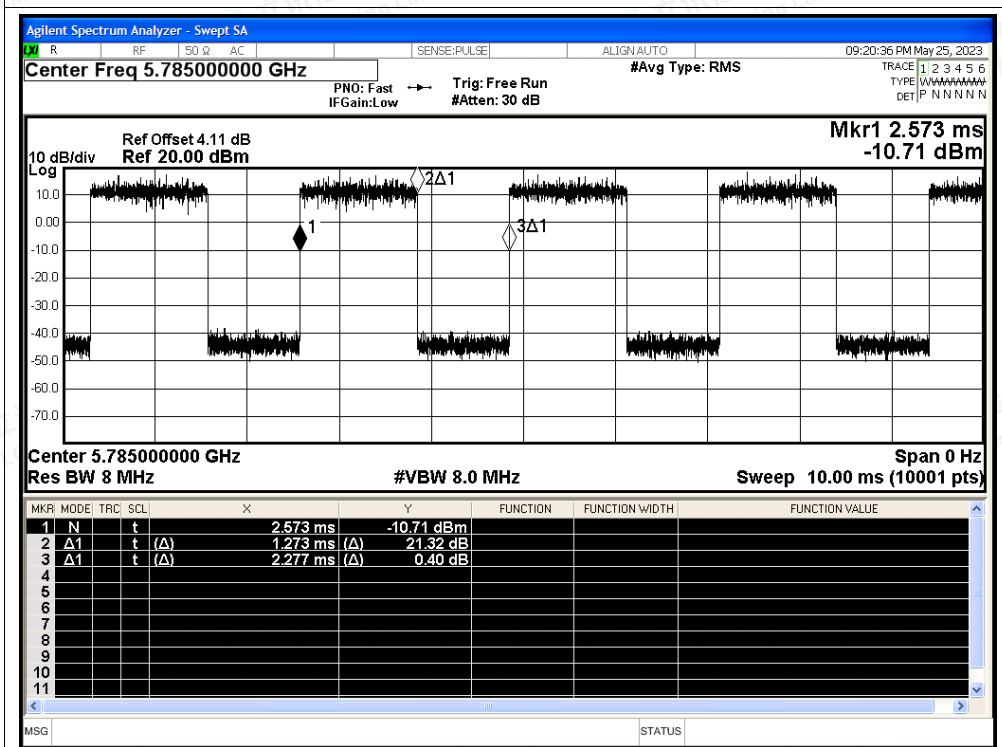 Agilent Spectrum Analyzer - Swept SA
LXI R RF 50 Ω AC SENSE:PULSE ALIGN AUTO 09:20:36 PM May 25, 2023
Center Freq 5.785000000 GHz #Avg Type: RMS TRACE 1 2 3 4 5 6
PNO: Fast Trig: Free Run TYPE W
IFGain:Low #Atten: 30 dB DET P N N N N N
Mkr1 2.573 ms
Ref Offset 4.11 dB
10 dB/div Ref 20.00 dBm -10.71 dBm
Log
10.0
0.00
-10.0
-20.0
-30.0
-40.0
-50.0
-60.0
-70.0
1
2Δ1
3Δ1
Center 5.785000000 GHz Span 0 Hz
Res BW 8 MHz #VBW 8.0 MHz Sweep 10.00 ms (10001 pts)
MKR MODE TRC SCL X Y FUNCTION FUNCTION WIDTH FUNCTION VALUE
1 N t 2.573 ms -10.71 dBm
2 Δ1 t (Δ) 1.273 ms (Δ) 21.32 dB
3 Δ1 t (Δ) 2.277 ms (Δ) 0.40 dB
4
5
6
7
8
9
10
11
MSG STATUS